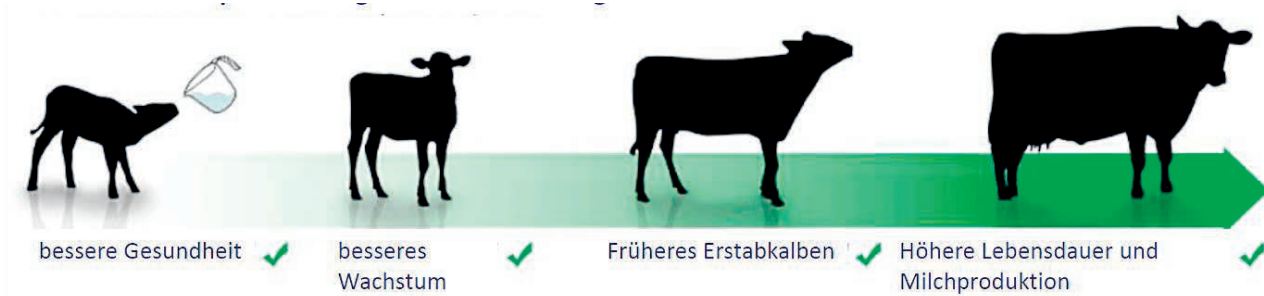 bessere Gesundheit
besseres
Wachstum
Früheres Erstabkalben
Höhere Lebensdauer und
Milchproduktion